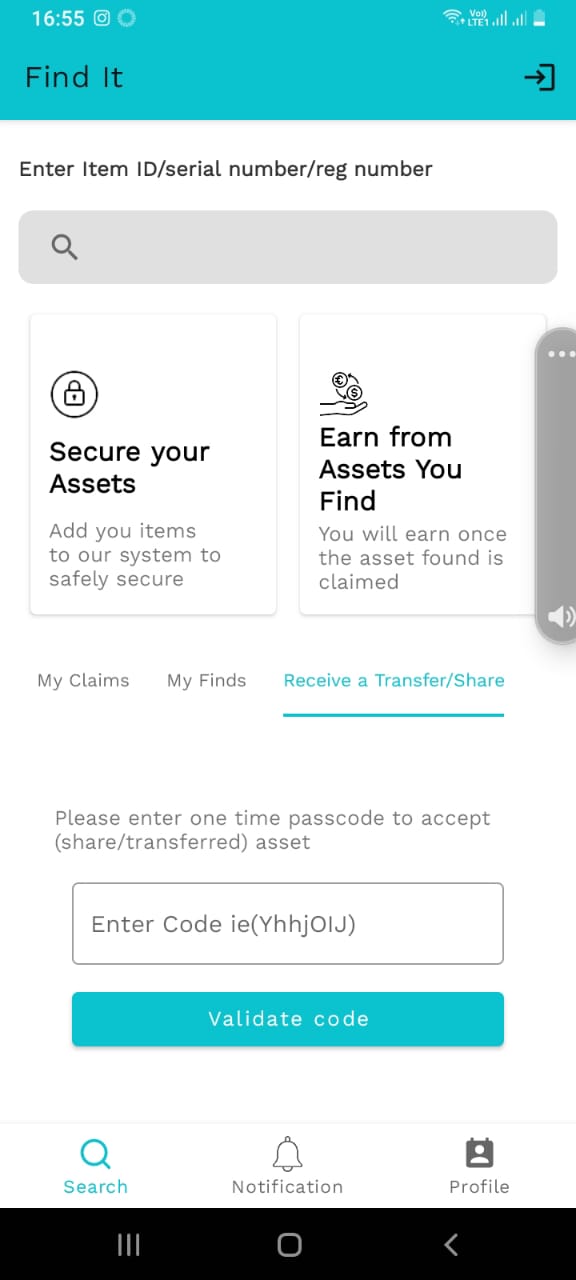 16:55
Vo)) LTE1
Find It
Enter Item ID/serial number/reg number
Secure your
Assets
Add you items
to our system to
safely secure
Earn from
Assets You
Find
You will earn once
the asset found is
claimed
My Claims My Finds Receive a Transfer/Share
Please enter one time passcode to accept
(share/transferred) asset
Enter Code ie(YhhjOIJ)
Validate code
Search Notification Profile